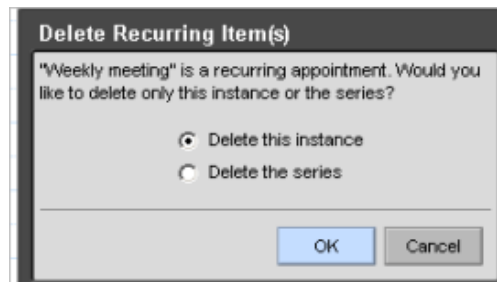 Delete Recurring Item(s)
"Weekly meeting" is a recurring appointment. Would you
like to delete only this instance or the series?
Delete this instance
Delete the series
OK Cancel